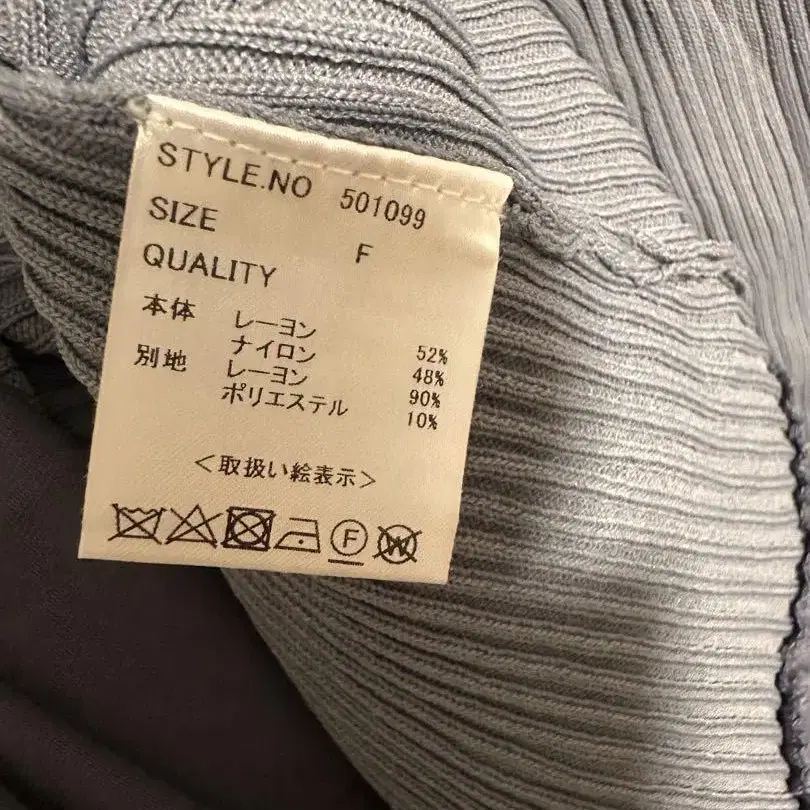 STYLE.NO 501099
SIZE F
QUALITY
本体 レーヨン 52%
ナイロン 48%
別地 レーヨン 90%
ポリエステル 10%
<取扱い絵表示>
F W